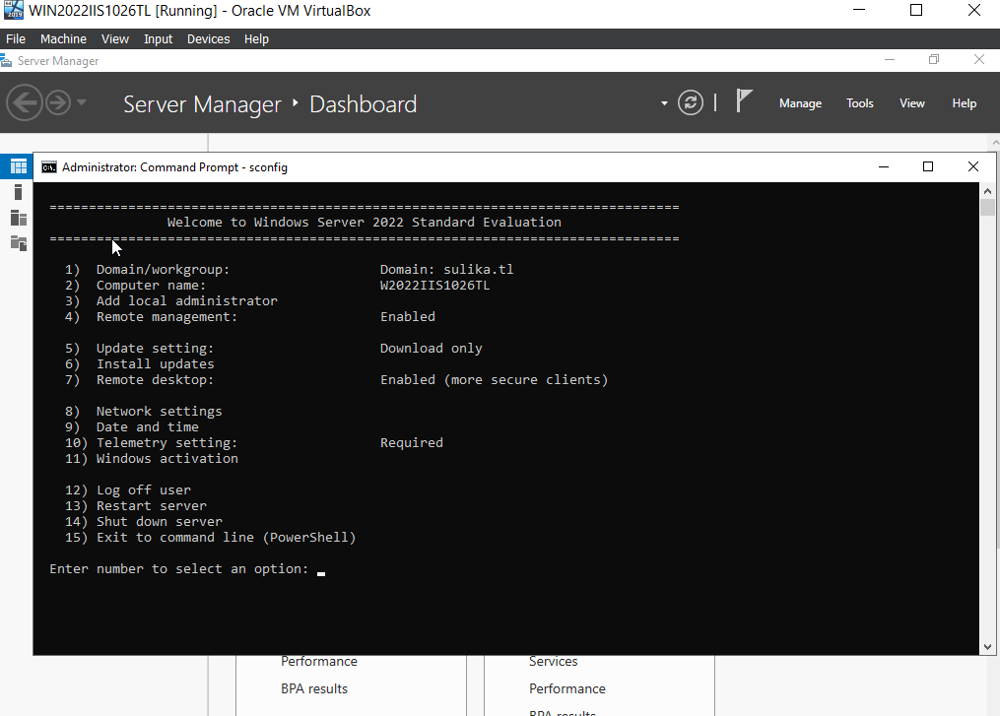 WIN2022IIS1026TL [Running] - Oracle VM VirtualBox
File Machine View Input Devices Help
Server Manager
Server Manager Dashboard
Manage Tools View Help
Administrator: Command Prompt - sconfig
================================================================================
Welcome to Windows Server 2022 Standard Evaluation
================================================================================
1) Domain/workgroup: Domain: sulika.tl
2) Computer name: W2022IIS1026TL
3) Add local administrator
4) Remote management: Enabled
5) Update setting: Download only
6) Install updates
7) Remote desktop: Enabled (more secure clients)
8) Network settings
9) Date and time
10) Telemetry setting: Required
11) Windows activation
12) Log off user
13) Restart server
14) Shut down server
15) Exit to command line (PowerShell)
Enter number to select an option: _
Performance
BPA results
Services
Performance
BPA results